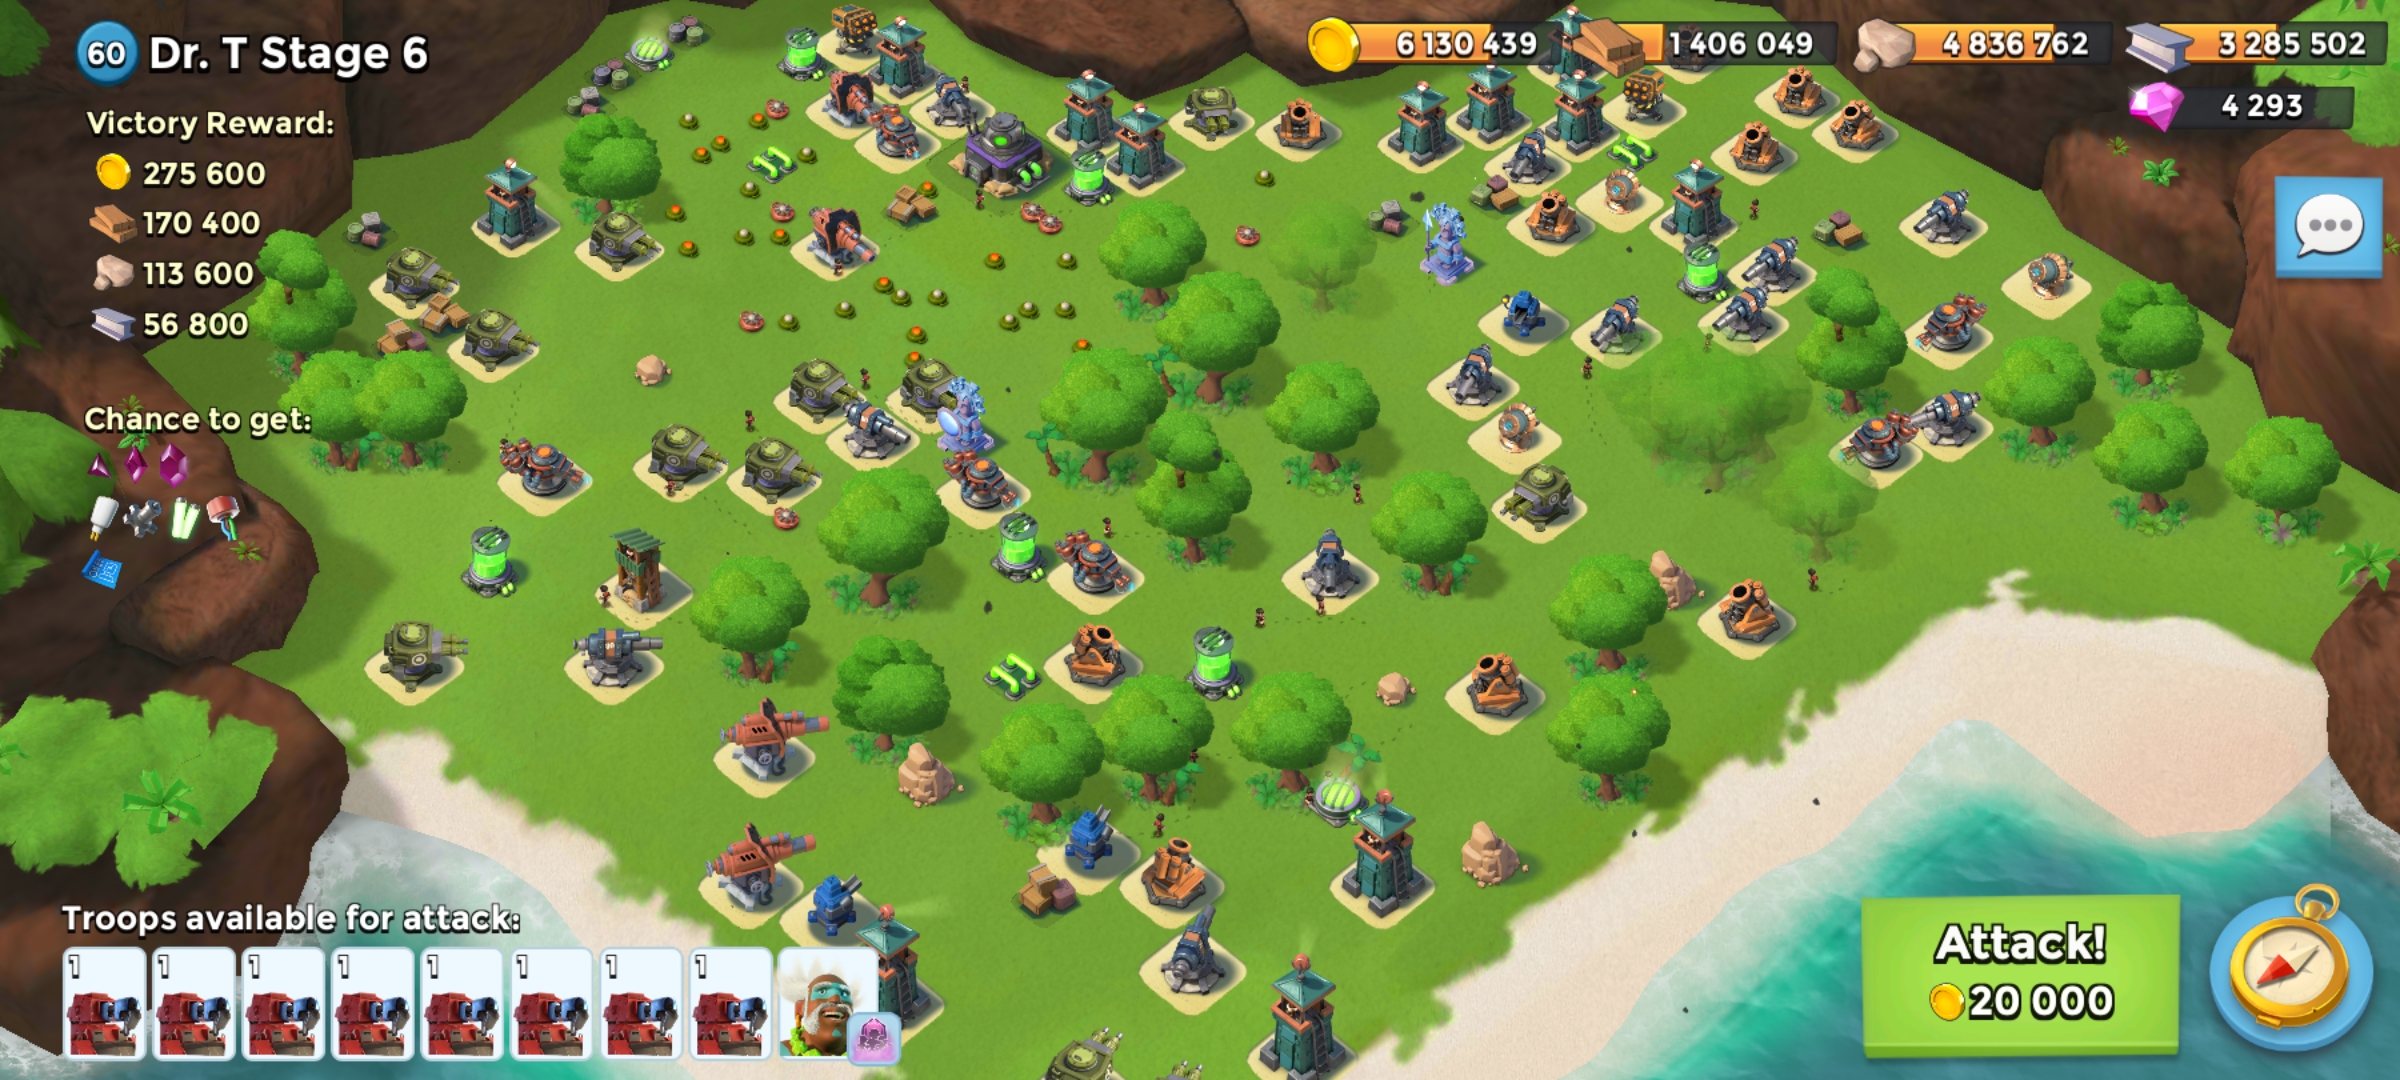 60 Dr. T Stage 6
6 130 439
1 406 049
4 836 762
3 285 502
4 293
Victory Reward:
275 600
170 400
113 600
56 800
Chance to get:
Troops available for attack:
1 1 1 1 1 1 1 1
Attack!
20 000